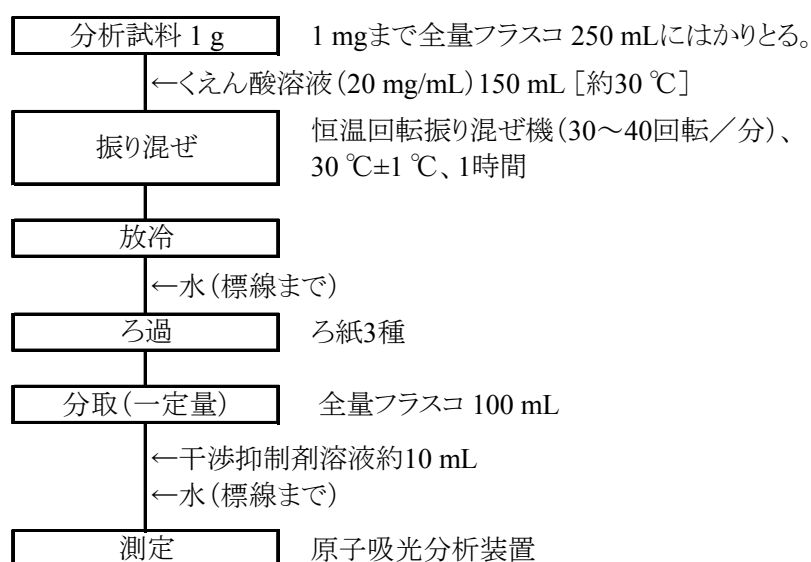 分析試料 1 g 1 mgまで全量フラスコ 250 mLにはかりとる。
←くえん酸溶液(20 mg/mL)150 mL [約30 ℃]
振り混ぜ 恒温回転振り混ぜ機(30～40回転／分)、
30 ℃±1 ℃、1時間
放冷
←水(標線まで)
ろ過 ろ紙3種
分取(一定量) 全量フラスコ 100 mL
←干渉抑制剤溶液約10 mL
←水(標線まで)
測定 原子吸光分析装置